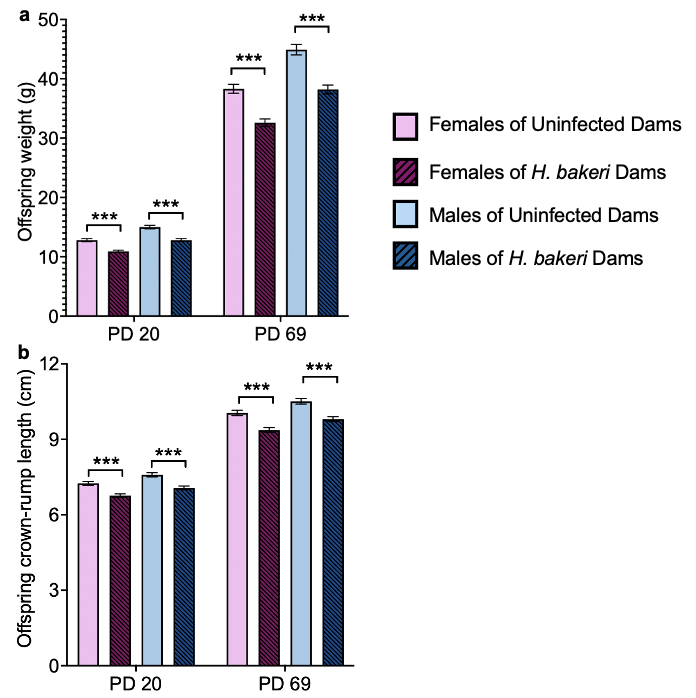 a
Offspring weight (g)
50
40
30
20
10
0
*** *** *** ***
PD 20 PD 69
Females of Uninfected Dams
Females of H. bakeri Dams
Males of Uninfected Dams
Males of H. bakeri Dams
b
Offspring crown-rump length (cm)
12
9
6
3
0
*** *** *** ***
PD 20 PD 69